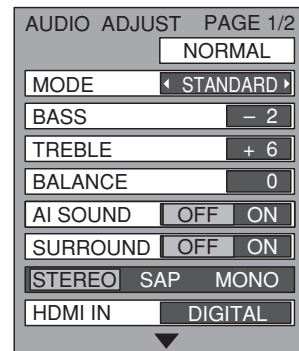 AUDIO ADJUST PAGE 1/2
NORMAL
MODE STANDARD
BASS – 2
TREBLE + 6
BALANCE 0
AI SOUND OFF ON
SURROUND OFF ON
STEREO SAP MONO
HDMI IN DIGITAL